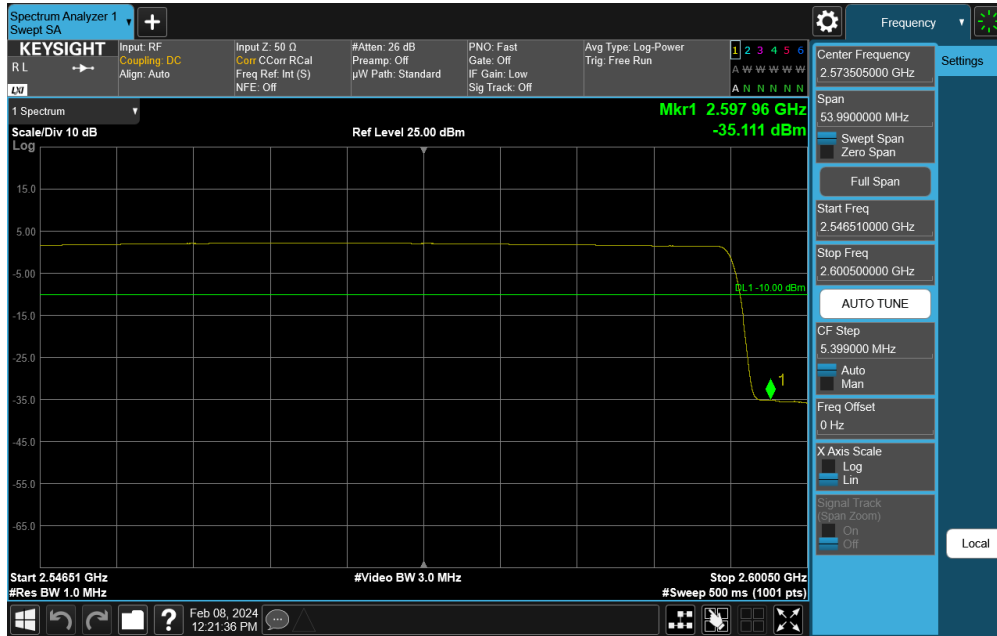 Spectrum Analyzer 1
Swept SA
KEYSIGHT
R L
LXI
Input: RF
Coupling: DC
Align: Auto
Input Z: 50 Ω
Corr CCorr RCal
Freq Ref: Int (S)
NFE: Off
#Atten: 26 dB
Preamp: Off
µW Path: Standard
PNO: Fast
Gate: Off
IF Gain: Low
Sig Track: Off
Avg Type: Log-Power
Trig: Free Run
1 2 3 4 5 6
A W W W W W
A N N N N N
1 Spectrum
Mkr1 2.597 96 GHz
-35.111 dBm
Scale/Div 10 dB
Ref Level 25.00 dBm
Log
15.0
5.00
-5.00
DL1 -10.00 dBm
-15.0
-25.0
1
-35.0
-45.0
-55.0
-65.0
Start 2.54651 GHz
#Video BW 3.0 MHz
Stop 2.60050 GHz
#Res BW 1.0 MHz
#Sweep 500 ms (1001 pts)
?
Feb 08, 2024
12:21:36 PM
Frequency
Settings
Center Frequency
2.573505000 GHz
Span
53.9900000 MHz
Swept Span
Zero Span
Full Span
Start Freq
2.546510000 GHz
Stop Freq
2.600500000 GHz
AUTO TUNE
CF Step
5.399000 MHz
Auto
Man
Freq Offset
0 Hz
X Axis Scale
Log
Lin
Signal Track
(Span Zoom)
On
Off
Local